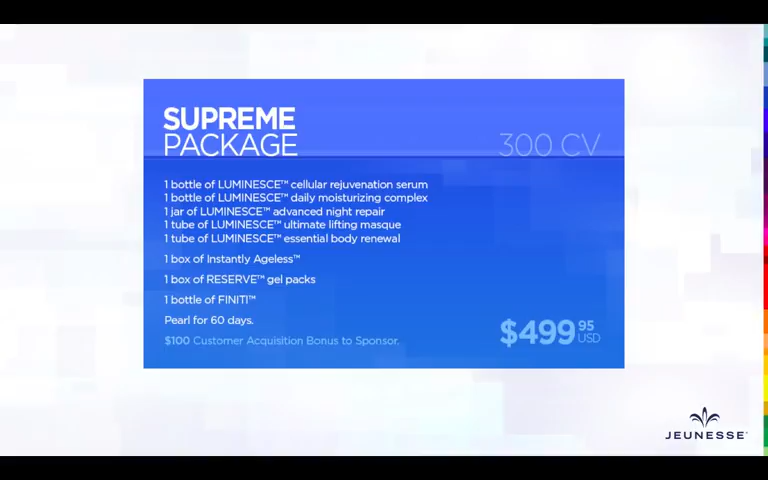 SUPREME
PACKAGE
300 CV
1 bottle of LUMINESCE™ cellular rejuvenation serum
1 bottle of LUMINESCE™ daily moisturizing complex
1 jar of LUMINESCE™ advanced night repair
1 tube of LUMINESCE™ ultimate lifting masque
1 tube of LUMINESCE™ essential body renewal
1 box of Instantly Ageless™
1 box of RESERVE™ gel packs
1 bottle of FINITI™
Pearl for 60 days.
$100 Customer Acquisition Bonus to Sponsor.
$499 95 USD
JEUNESSE